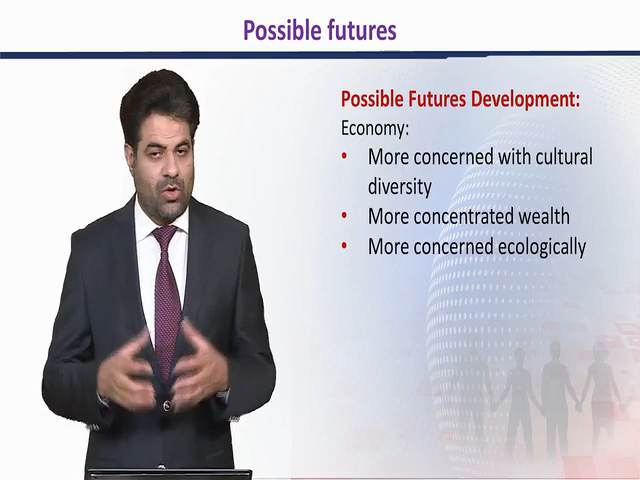 Possible futures
Possible Futures Development:
Economy:
• More concerned with cultural
diversity
• More concentrated wealth
• More concerned ecologically